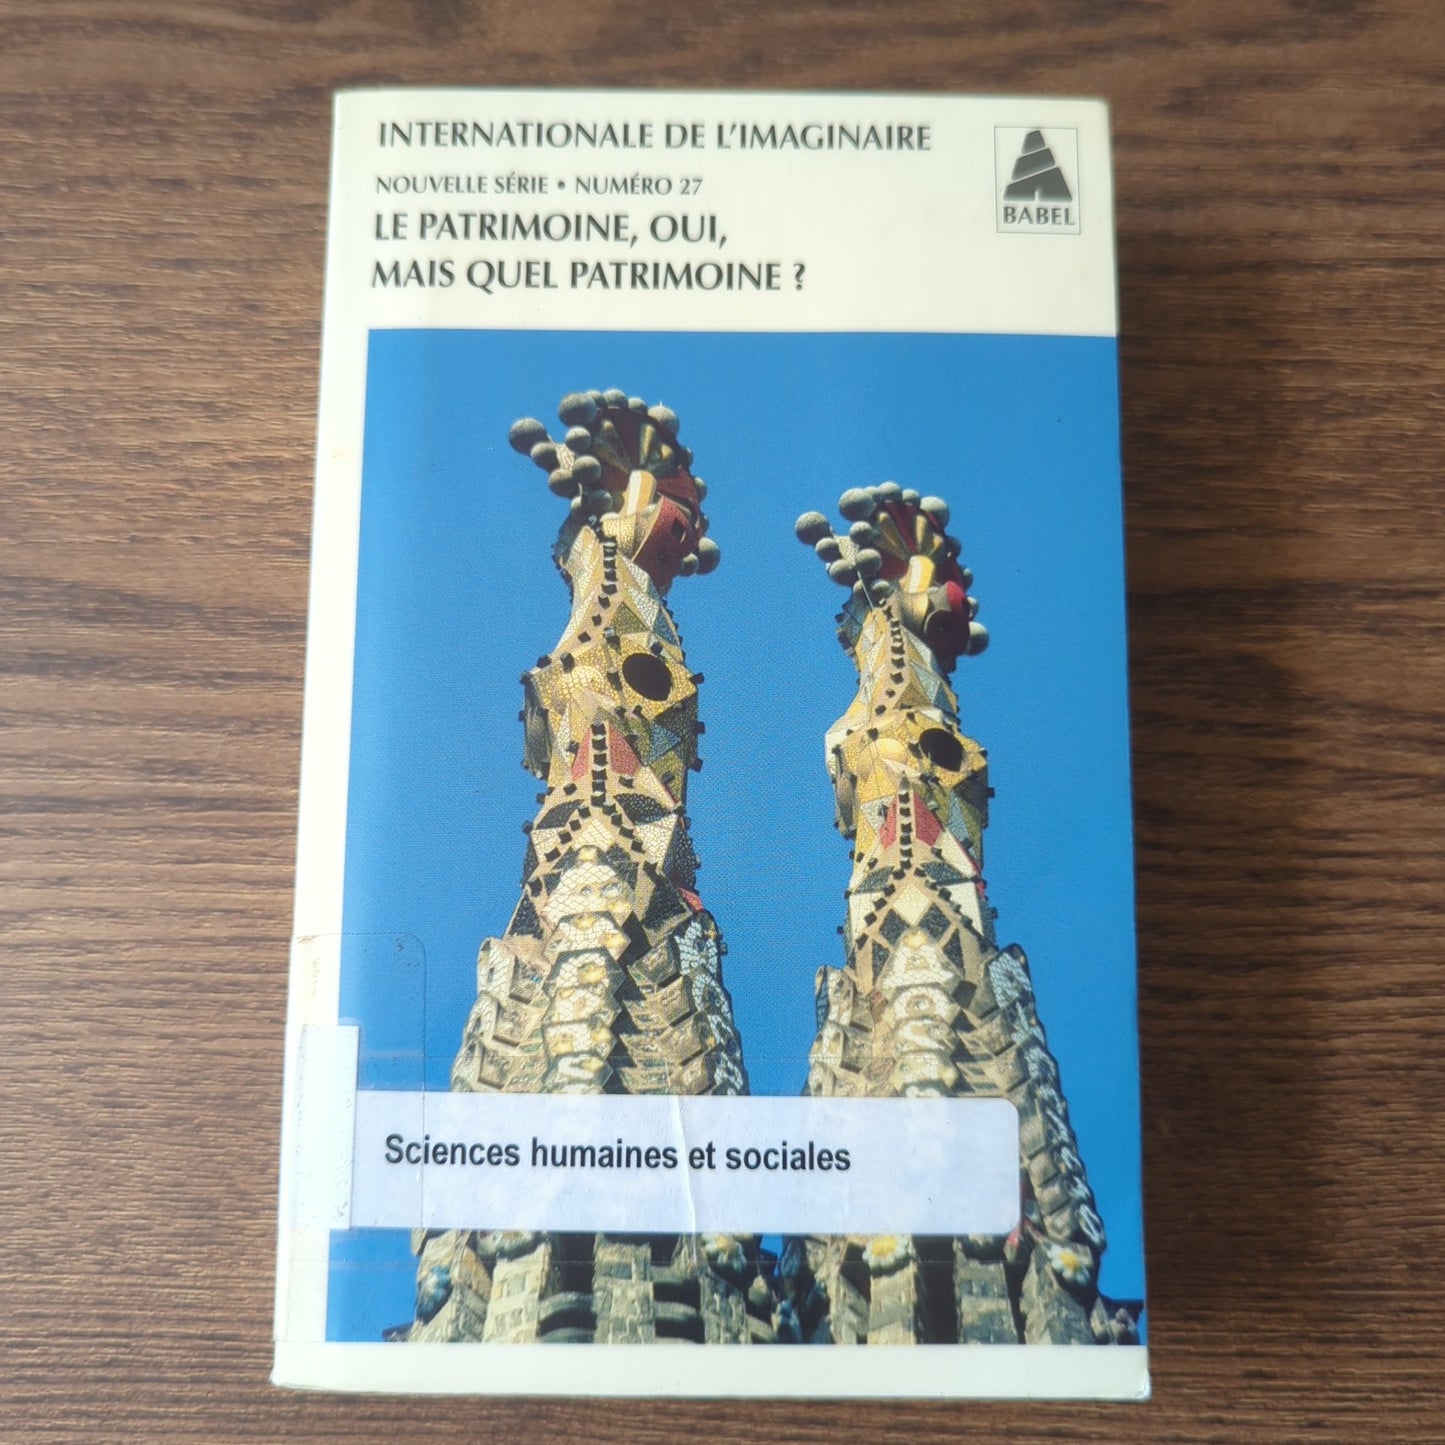 INTERNATIONALE DE L'IMAGINAIRE
NOUVELLE SÉRIE • NUMÉRO 27
LE PATRIMOINE, OUI,
MAIS QUEL PATRIMOINE ?
BABEL
Sciences humaines et sociales